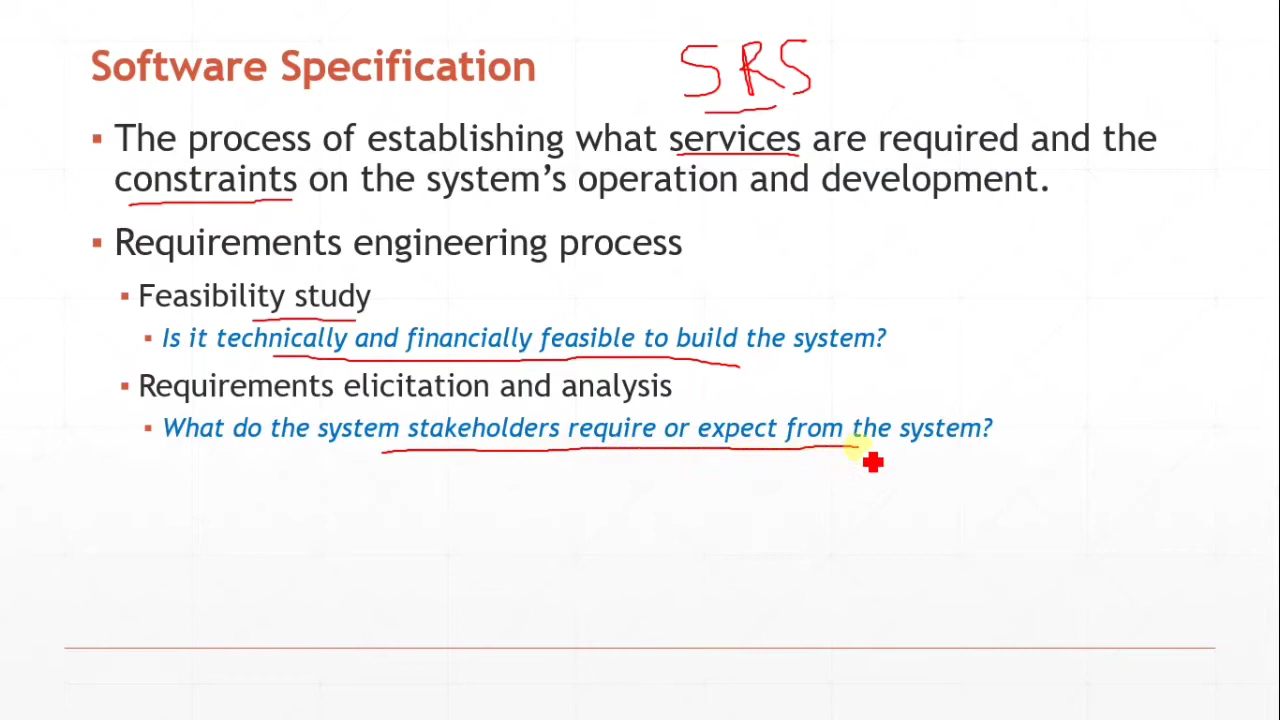 Software Specification
SRS
▪ The process of establishing what services are required and the
constraints on the system's operation and development.
▪ Requirements engineering process
▪ Feasibility study
▪ Is it technically and financially feasible to build the system?
▪ Requirements elicitation and analysis
▪ What do the system stakeholders require or expect from the system?